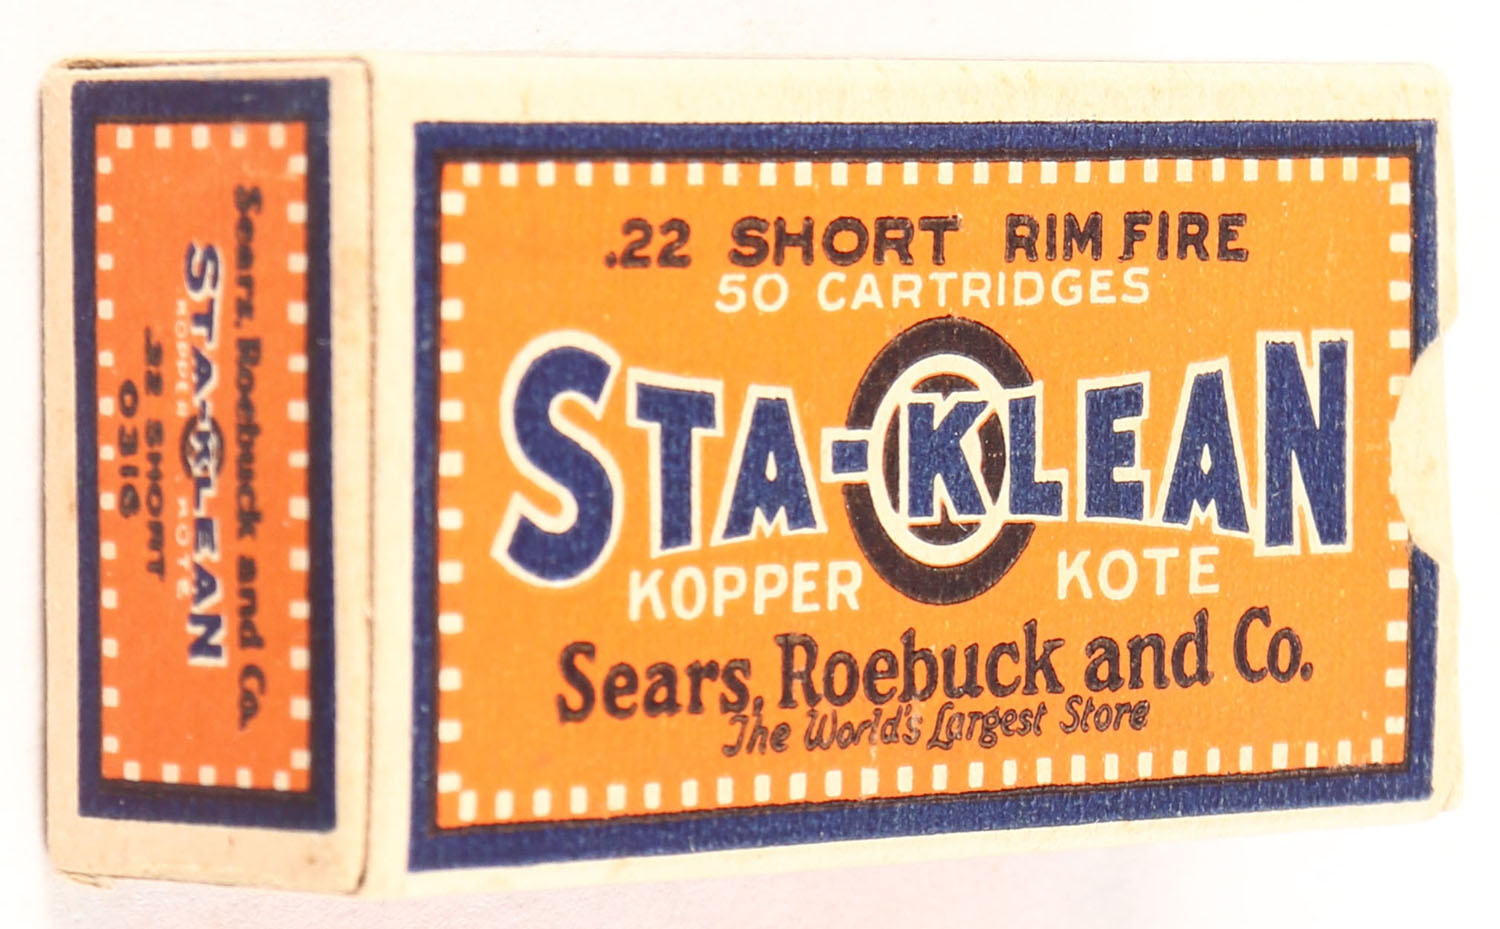 .22 SHORT RIM FIRE
50 CARTRIDGES
STA-KLEAN
KOPPER KOTE
Sears, Roebuck and Co.
The World's Largest Store
Sears, Roebuck and Co.
STA-KLEAN
KOPPER KOTE
.22 SHORT
0316